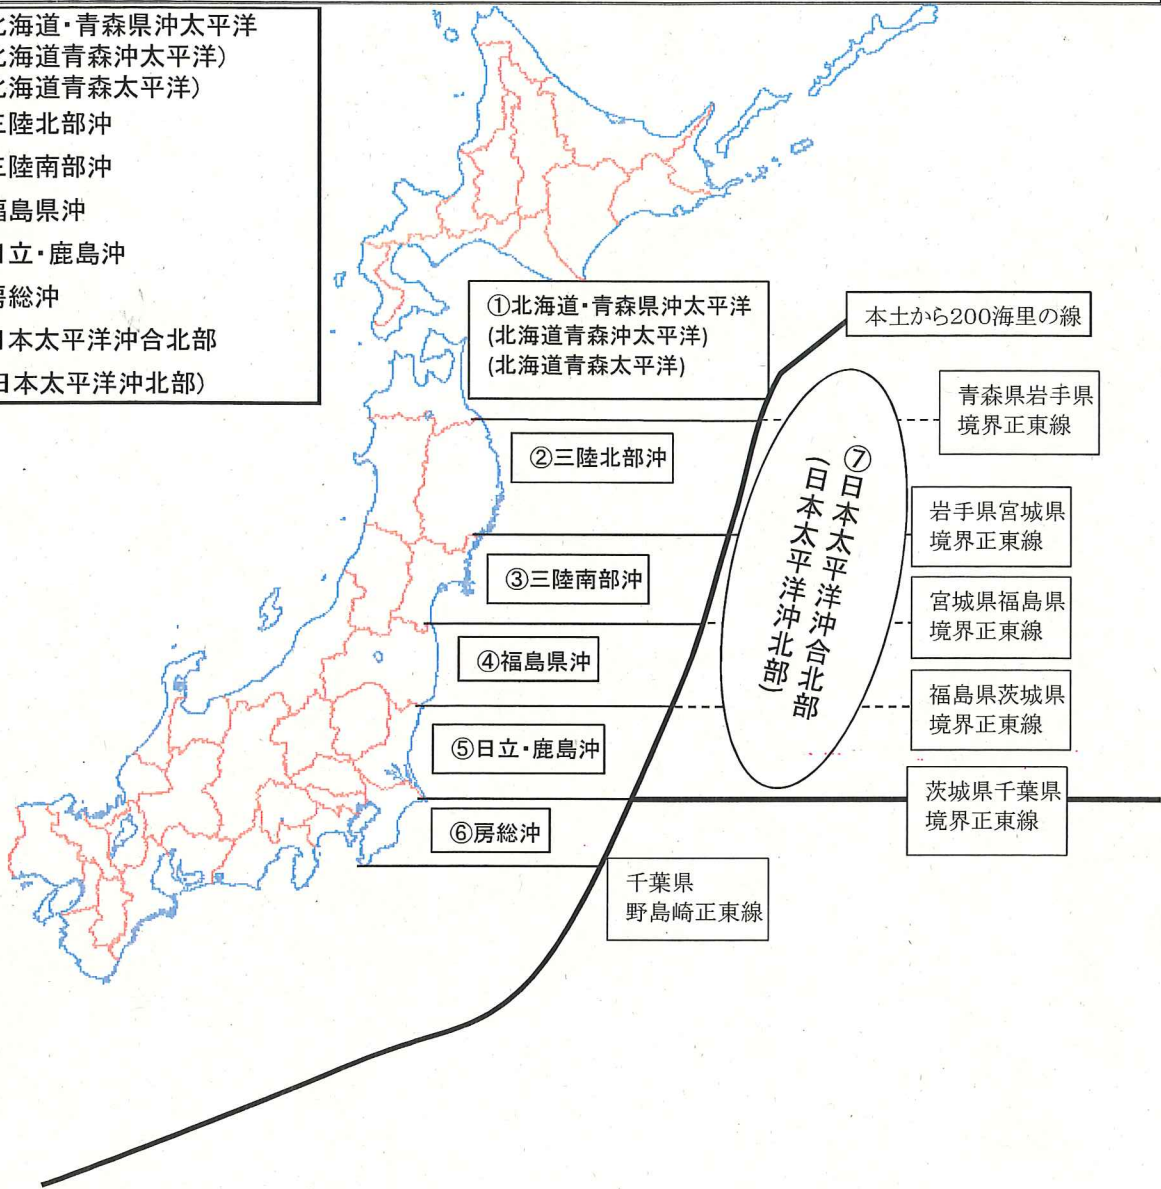 北海道・青森県沖太平洋
北海道青森沖太平洋)
北海道青森太平洋)
三陸北部沖
三陸南部沖
福島県沖
日立・鹿島沖
房総沖
日本太平洋沖合北部
日本太平洋沖北部)
①北海道・青森県沖太平洋
(北海道青森沖太平洋)
(北海道青森太平洋)
本土から200海里の線
青森県岩手県
境界正東線
②三陸北部沖
⑦日本太平洋沖合北部
(日本太平洋沖北部)
岩手県宮城県
境界正東線
③三陸南部沖
宮城県福島県
境界正東線
④福島県沖
福島県茨城県
境界正東線
⑤日立・鹿島沖
茨城県千葉県
境界正東線
⑥房総沖
千葉県
野島崎正東線